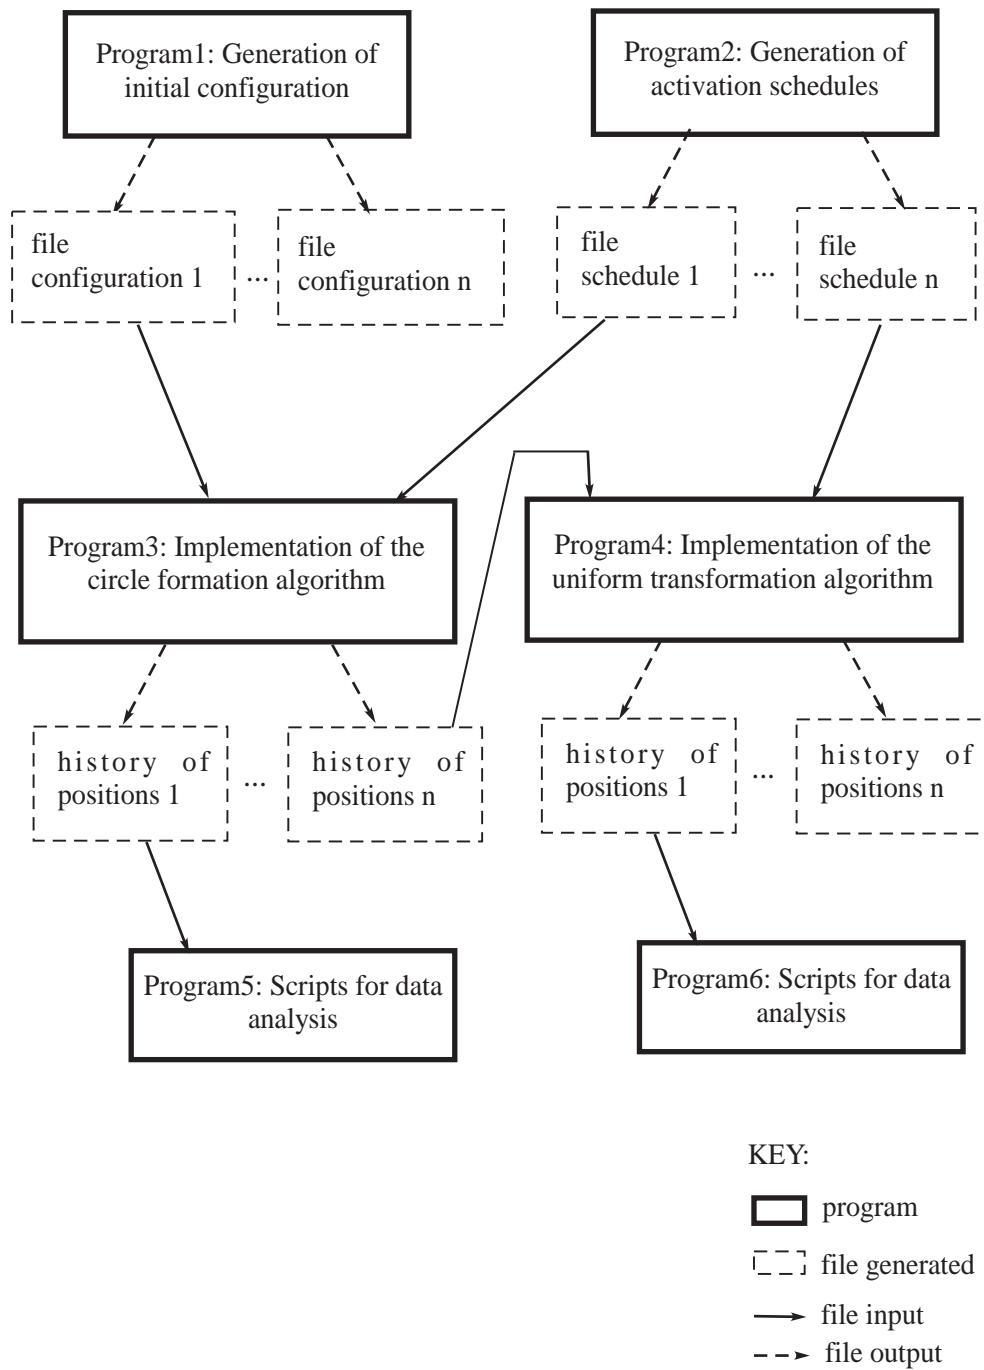 Program1: Generation of
initial configuration
Program2: Generation of
activation schedules
file
configuration 1
...
file
configuration n
file
schedule 1
...
file
schedule n
Program3: Implementation of the
circle formation algorithm
Program4: Implementation of the
uniform transformation algorithm
history of
positions 1
...
history of
positions n
history of
positions 1
...
history of
positions n
Program5: Scripts for data
analysis
Program6: Scripts for data
analysis
KEY:
program
file generated
file input
file output